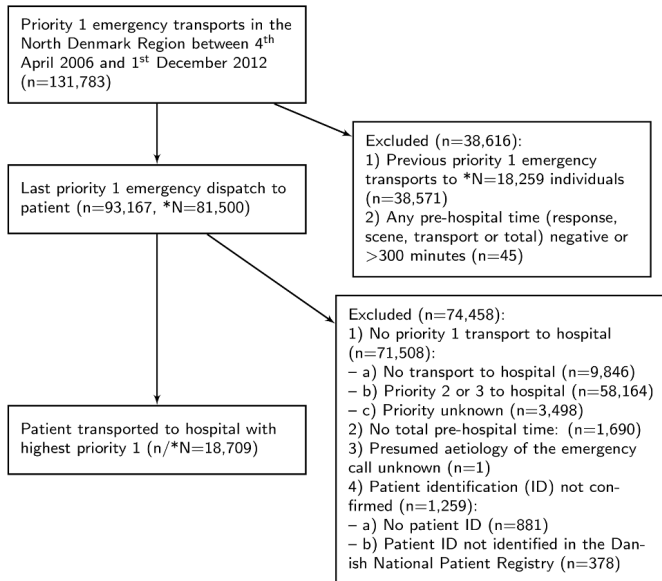 Priority 1 emergency transports in the
North Denmark Region between 4th
April 2006 and 1st December 2012
(n=131,783)
Excluded (n=38,616):
1) Previous priority 1 emergency
transports to *N=18,259 individuals
(n=38,571)
2) Any pre-hospital time (response,
scene, transport or total) negative or
>300 minutes (n=45)
Last priority 1 emergency dispatch to
patient (n=93,167, *N=81,500)
Excluded (n=74,458):
1) No priority 1 transport to hospital
(n=71,508):
– a) No transport to hospital (n=9,846)
– b) Priority 2 or 3 to hospital (n=58,164)
– c) Priority unknown (n=3,498)
2) No total pre-hospital time: (n=1,690)
3) Presumed aetiology of the emergency
call unknown (n=1)
4) Patient identification (ID) not con-
firmed (n=1,259):
– a) No patient ID (n=881)
– b) Patient ID not identified in the Dan-
ish National Patient Registry (n=378)
Patient transported to hospital with
highest priority 1 (n/*N=18,709)